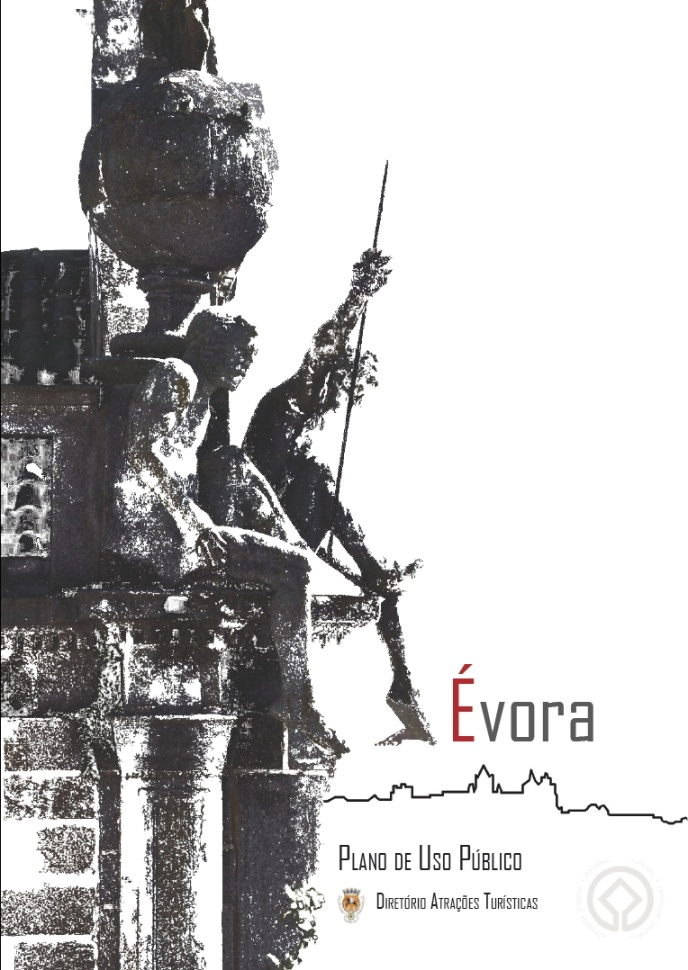 Évora
Plano de Uso Público
Diretório Atrações Turísticas